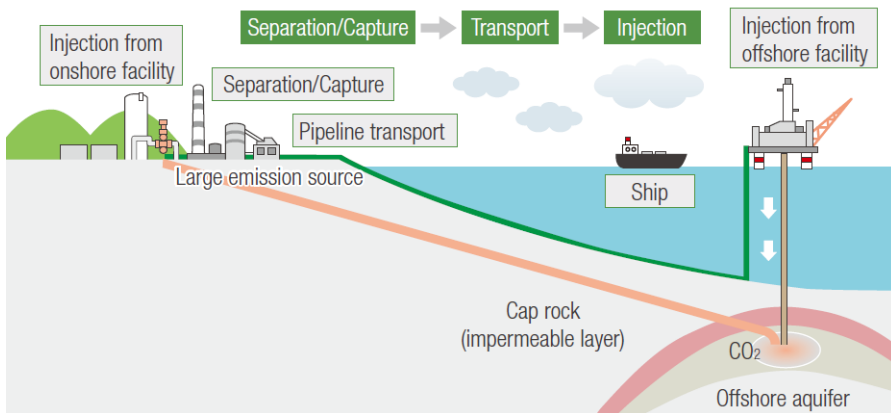 Separation/Capture
Transport
Injection
Injection from
onshore facility
Injection from
offshore facility
Separation/Capture
Pipeline transport
Large emission source
Ship
Cap rock
(impermeable layer)
CO₂
Offshore aquifer